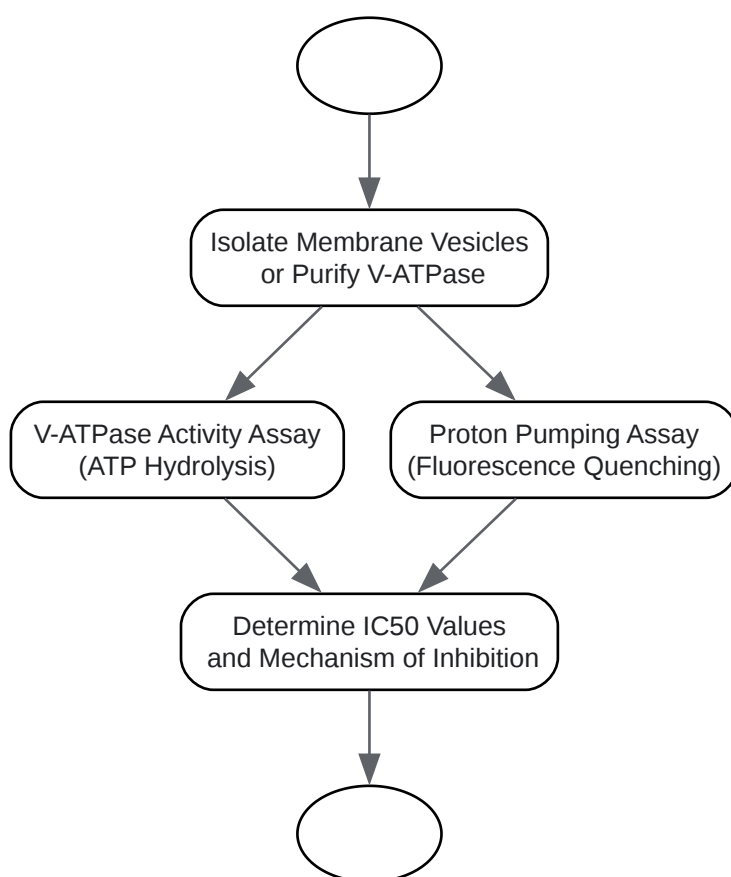 Isolate Membrane Vesicles
or Purify V-ATPase
V-ATPase Activity Assay
(ATP Hydrolysis)
Proton Pumping Assay
(Fluorescence Quenching)
Determine IC50 Values
and Mechanism of Inhibition